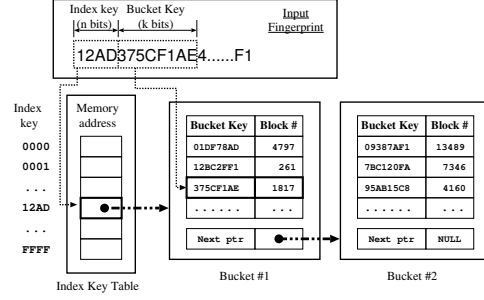 Index key Bucket Key
(n bits) (k bits)
Input
Fingerprint
12AD375CF1AE4......F1
Index
key
Memory
address
0000
0001
...
12AD
...
FFFF
Index Key Table
Bucket Key Block #
01DF78AD 4797
12BC2FF1 261
375CF1AE 1817
...... ....
Next ptr
Bucket #1
Bucket Key Block #
09387AF1 13489
7BC120FA 7346
95AB15C8 4160
...... ....
Next ptr NULL
Bucket #2